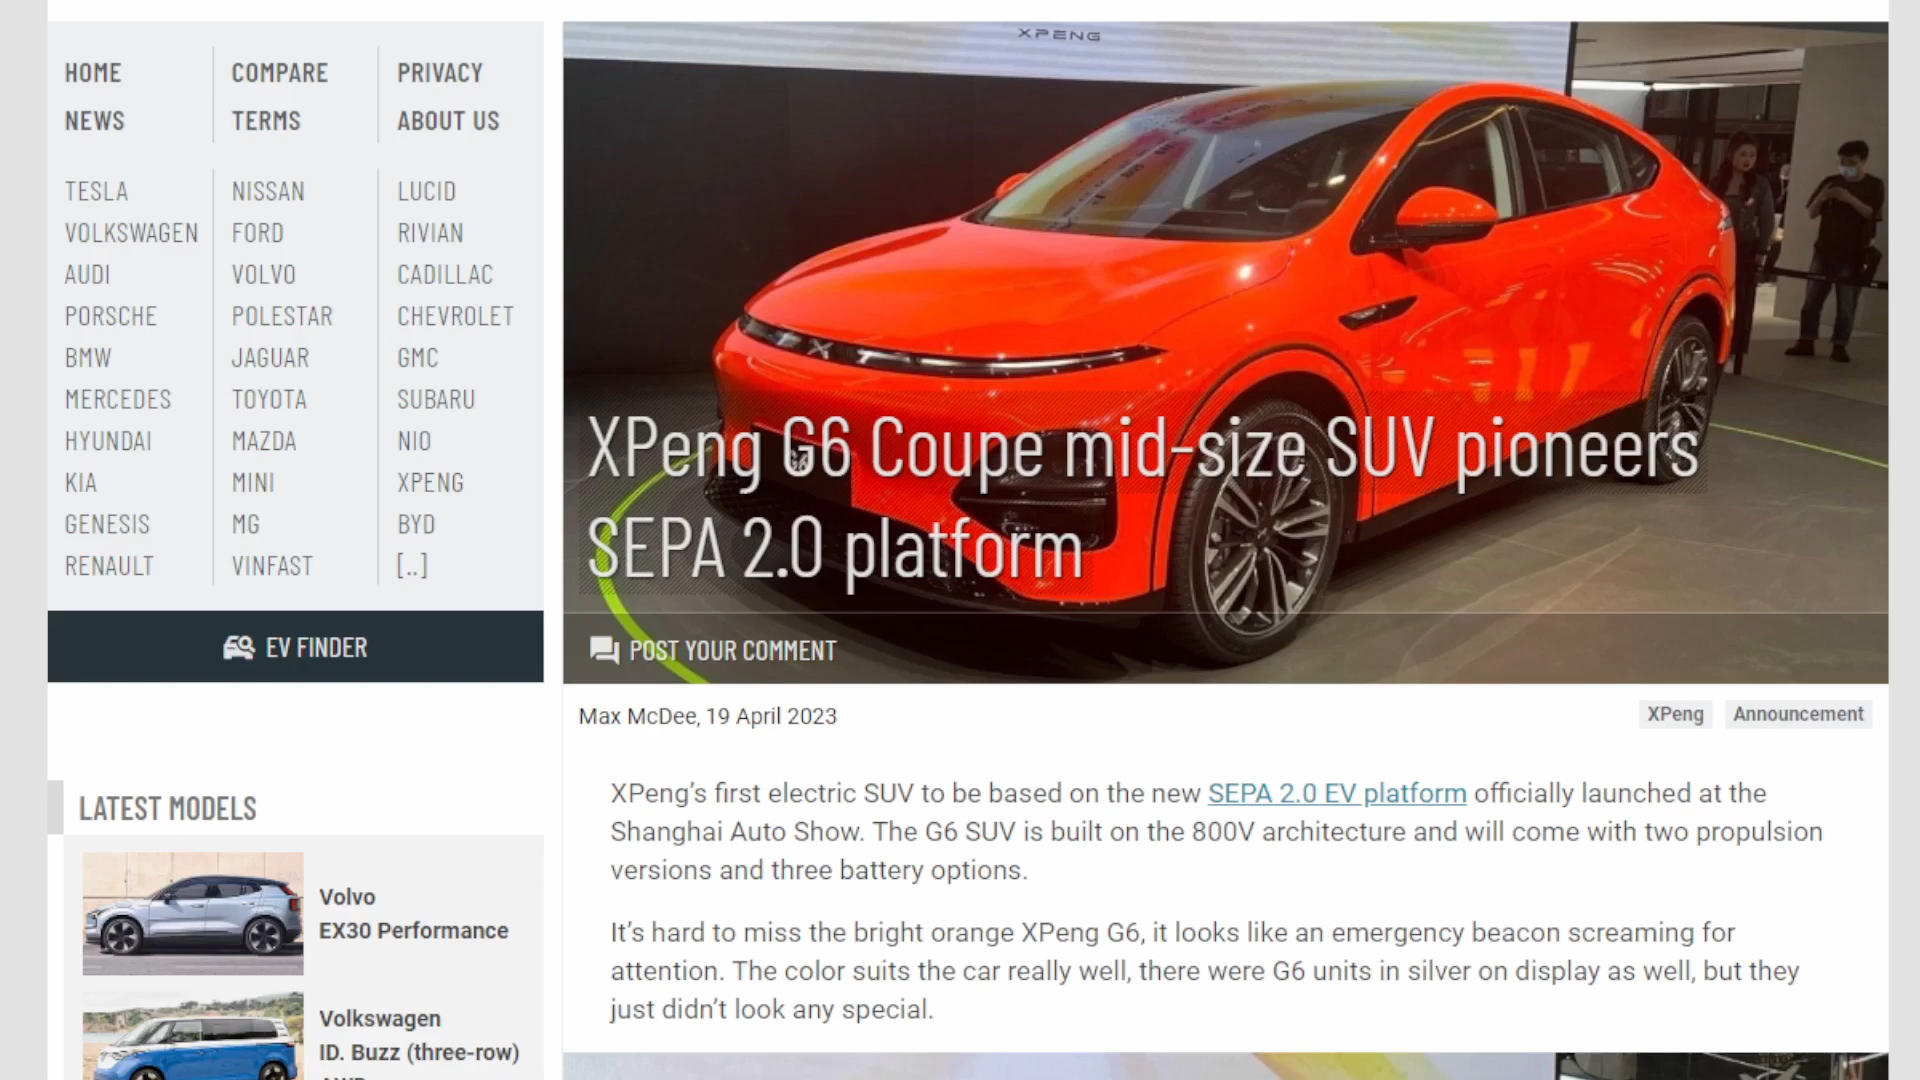 HOME COMPARE PRIVACY
NEWS TERMS ABOUT US
TESLA NISSAN LUCID
VOLKSWAGEN FORD RIVIAN
AUDI VOLVO CADILLAC
PORSCHE POLESTAR CHEVROLET
BMW JAGUAR GMC
MERCEDES TOYOTA SUBARU
HYUNDAI MAZDA NIO
KIA MINI XPENG
GENESIS MG BYD
RENAULT VINFAST [..]
EV FINDER
LATEST MODELS
Volvo
EX30 Performance
Volkswagen
ID. Buzz (three-row)
XPENG
XPeng G6 Coupe mid-size SUV pioneers
SEPA 2.0 platform
POST YOUR COMMENT
Max McDee, 19 April 2023
XPeng Announcement
XPeng’s first electric SUV to be based on the new SEPA 2.0 EV platform officially launched at the
Shanghai Auto Show. The G6 SUV is built on the 800V architecture and will come with two propulsion
versions and three battery options.
It’s hard to miss the bright orange XPeng G6, it looks like an emergency beacon screaming for
attention. The color suits the car really well, there were G6 units in silver on display as well, but they
just didn’t look any special.